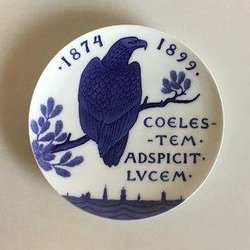 ·1874 1899·
COELES-
·TEM·
ADSPICIT·
LVCEM·